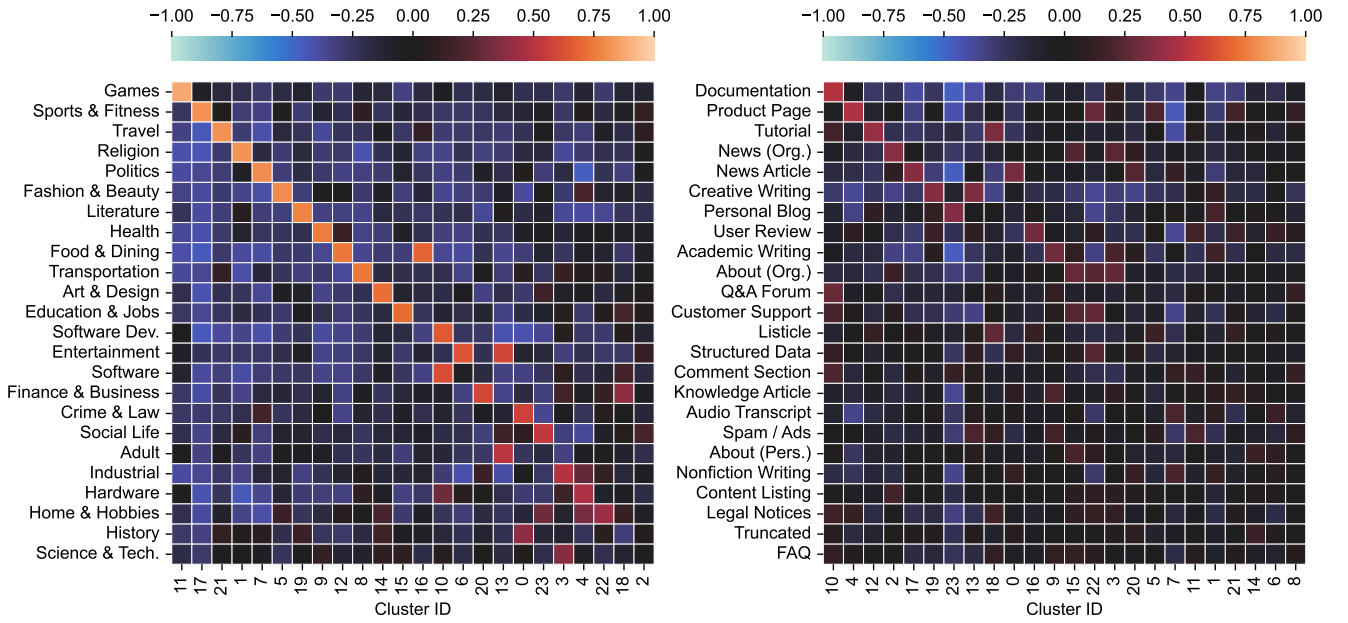 −1.00 −0.75 −0.50 −0.25 0.00 0.25 0.50 0.75 1.00
Games
Sports & Fitness
Travel
Religion
Politics
Fashion & Beauty
Literature
Health
Food & Dining
Transportation
Art & Design
Education & Jobs
Software Dev.
Entertainment
Software
Finance & Business
Crime & Law
Social Life
Adult
Industrial
Hardware
Home & Hobbies
History
Science & Tech.
11 17 21 1 7 5 19 9 12 8 14 15 16 10 6 20 13 0 23 3 4 22 18 2
Cluster ID
−1.00 −0.75 −0.50 −0.25 0.00 0.25 0.50 0.75 1.00
Documentation
Product Page
Tutorial
News (Org.)
News Article
Creative Writing
Personal Blog
User Review
Academic Writing
About (Org.)
Q&A Forum
Customer Support
Listicle
Structured Data
Comment Section
Knowledge Article
Audio Transcript
Spam / Ads
About (Pers.)
Nonfiction Writing
Content Listing
Legal Notices
Truncated
FAQ
10 4 12 2 17 19 23 13 18 0 16 9 15 22 3 20 5 7 11 1 21 14 6 8
Cluster ID